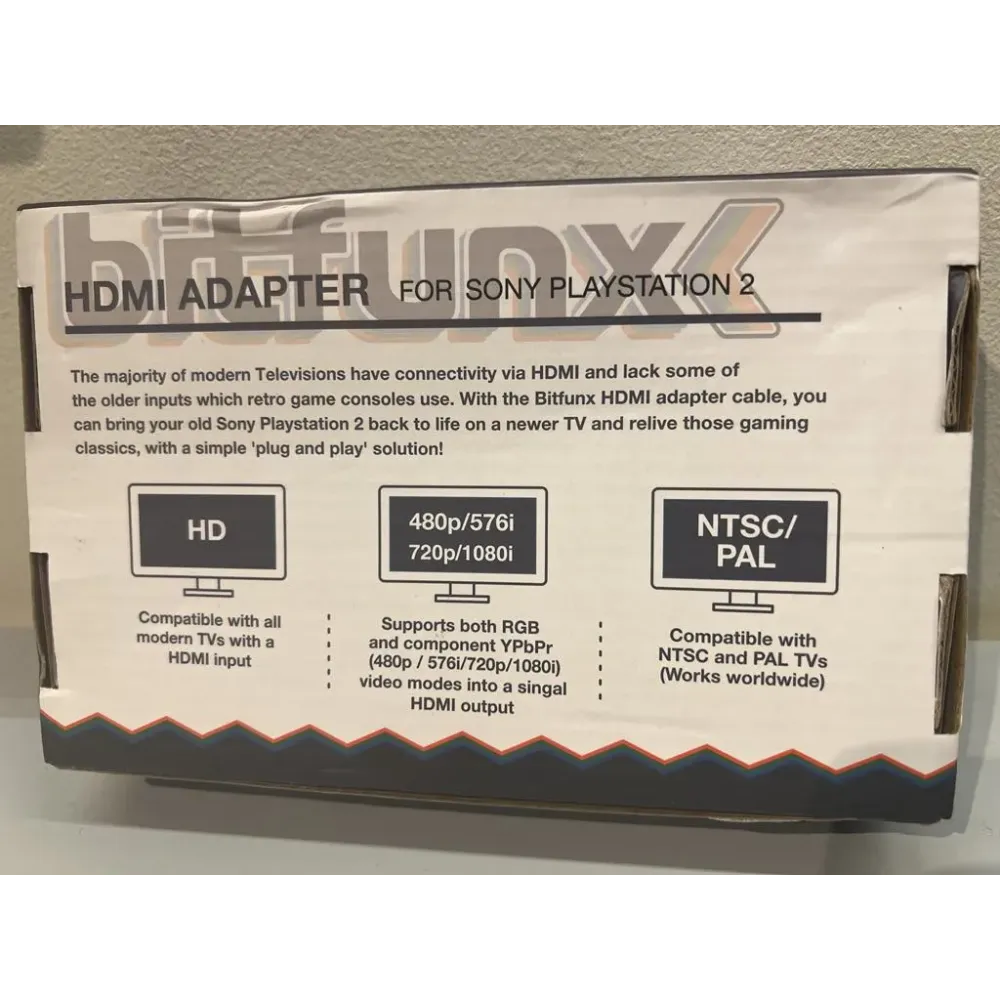 bitfunx
HDMI ADAPTER FOR SONY PLAYSTATION 2
The majority of modern Televisions have connectivity via HDMI and lack some of
the older inputs which retro game consoles use. With the Bitfunx HDMI adapter cable, you
can bring your old Sony Playstation 2 back to life on a newer TV and relive those gaming
classics, with a simple 'plug and play' solution!
HD
Compatible with all
modern TVs with a
HDMI input
480p/576i
720p/1080i
Supports both RGB
and component YPbPr
(480p / 576i/720p/1080i)
video modes into a singal
HDMI output
NTSC/
PAL
Compatible with
NTSC and PAL TVs
(Works worldwide)